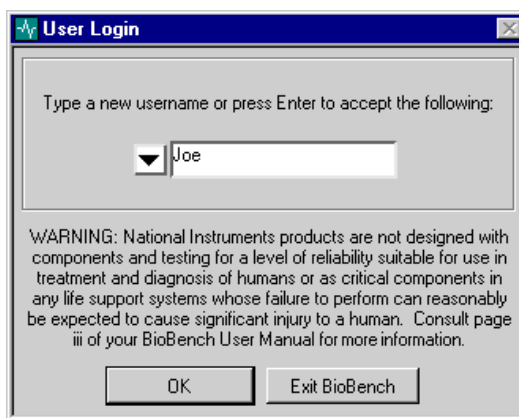 User Login
Type a new username or press Enter to accept the following:
Joe
WARNING: National Instruments products are not designed with
components and testing for a level of reliability suitable for use in
treatment and diagnosis of humans or as critical components in
any life support systems whose failure to perform can reasonably
be expected to cause significant injury to a human. Consult page
iii of your BioBench User Manual for more information.
OK Exit BioBench